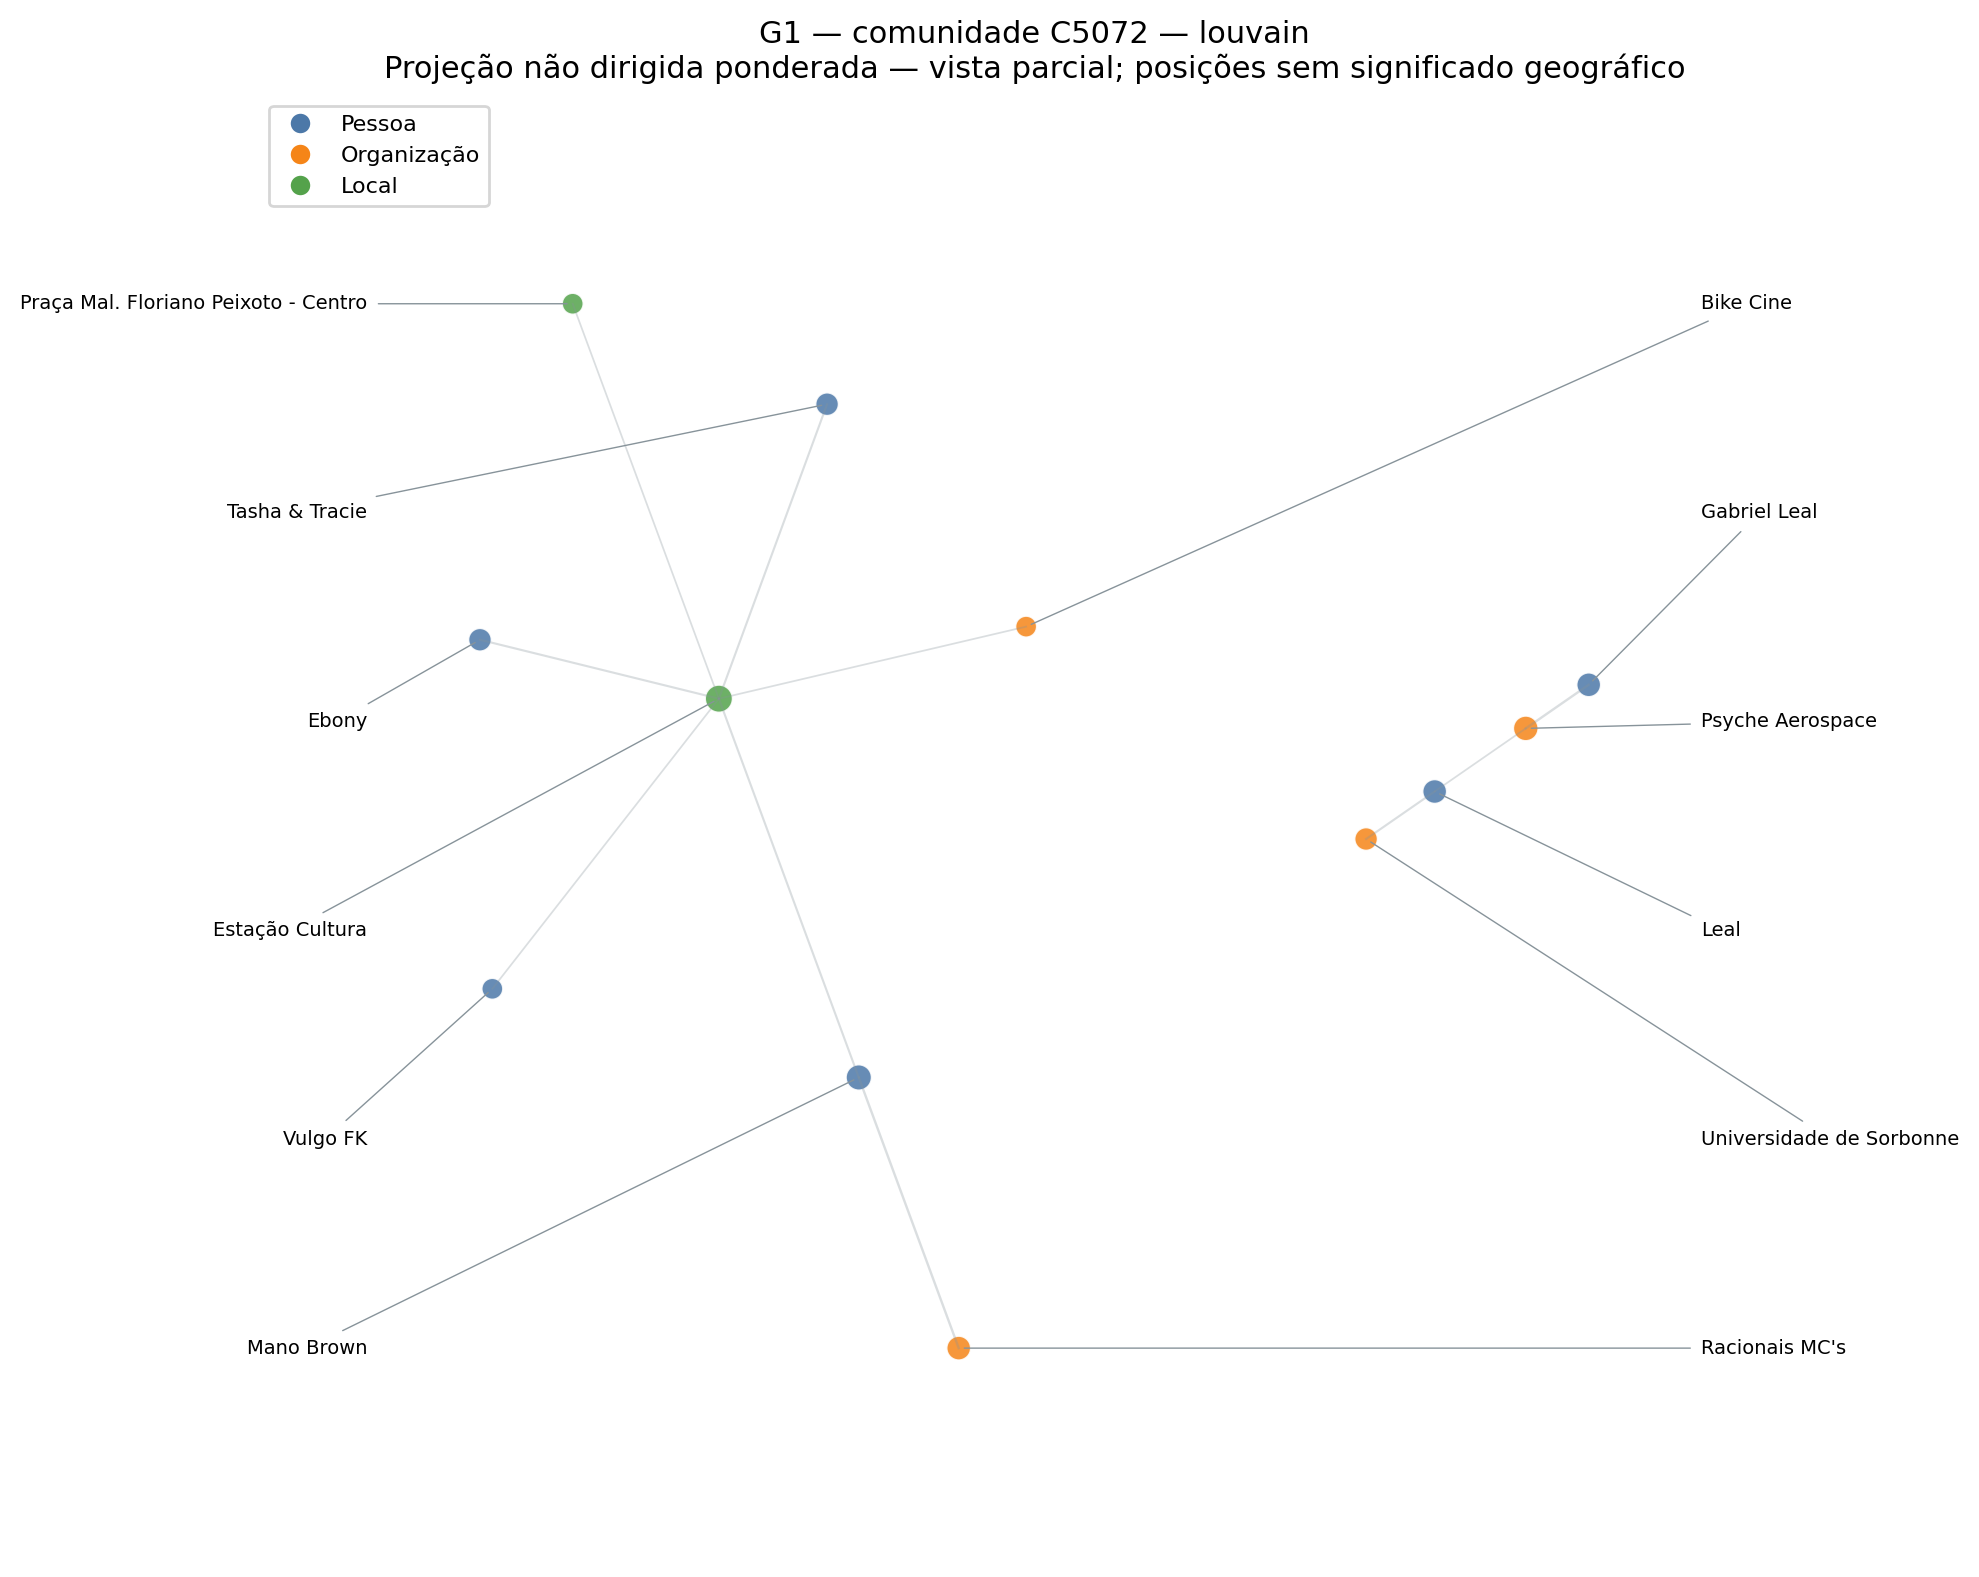 G1 — comunidade C5072 — louvain
Projeção não dirigida ponderada — vista parcial; posições sem significado geográfico
Pessoa
Organização
Local
Praça Mal. Floriano Peixoto - Centro
Bike Cine
Tasha & Tracie
Gabriel Leal
Ebony
Psyche Aerospace
Estação Cultura
Leal
Vulgo FK
Universidade de Sorbonne
Mano Brown
Racionais MC's